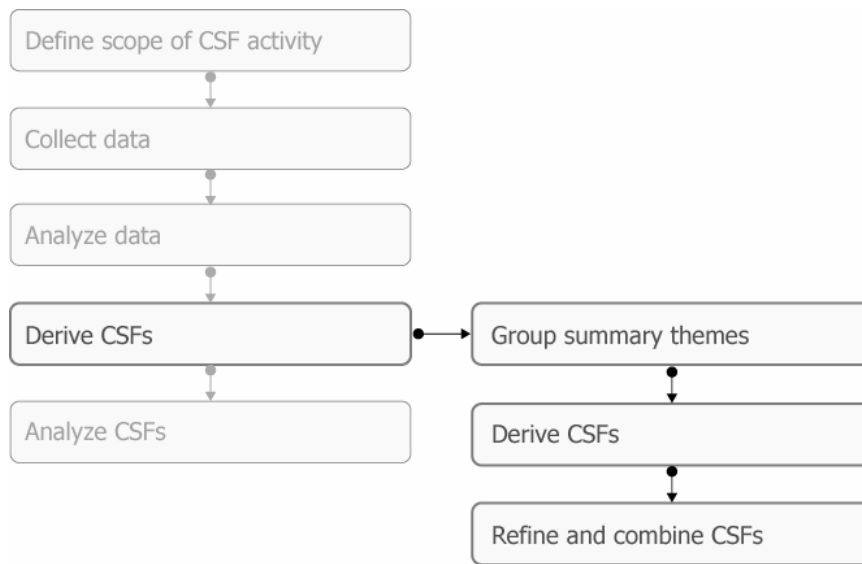 Define scope of CSF activity
Collect data
Analyze data
Derive CSFs
Analyze CSFs
Group summary themes
Derive CSFs
Refine and combine CSFs